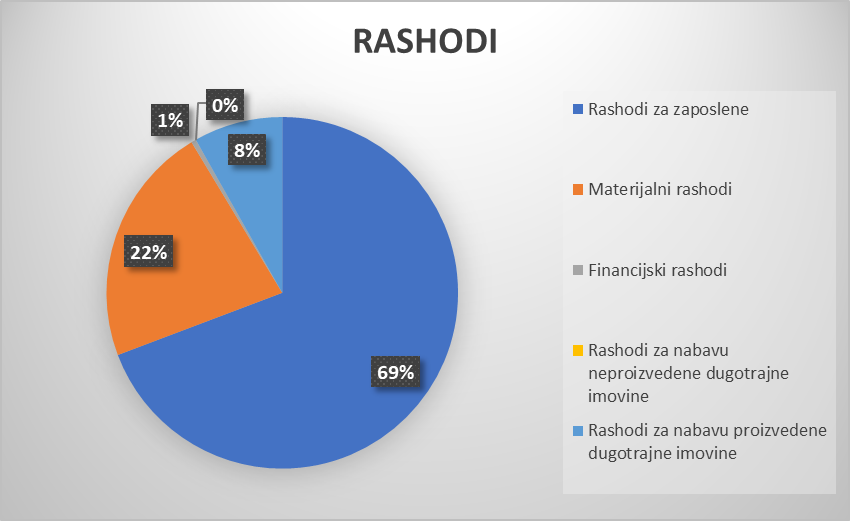 RASHODI
0%
1%
8%
22%
69%
Rashodi za zaposlene
Materijalni rashodi
Financijski rashodi
Rashodi za nabavu
neproizvedene dugotrajne
imovine
Rashodi za nabavu proizvedene
dugotrajne imovine